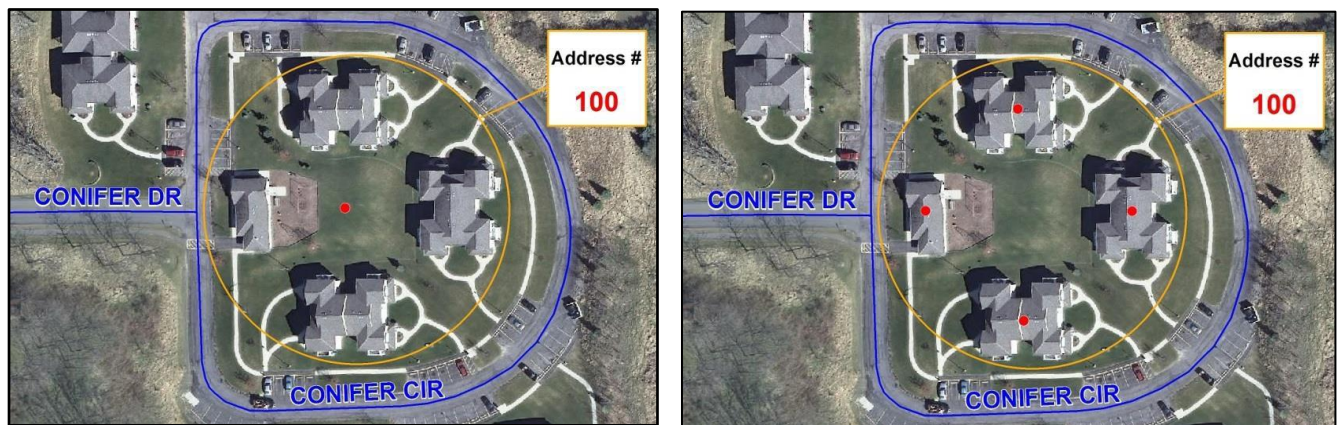 Address #
100
CONIFER DR
CONIFER CIR
Address #
100
CONIFER DR
CONIFER CIR